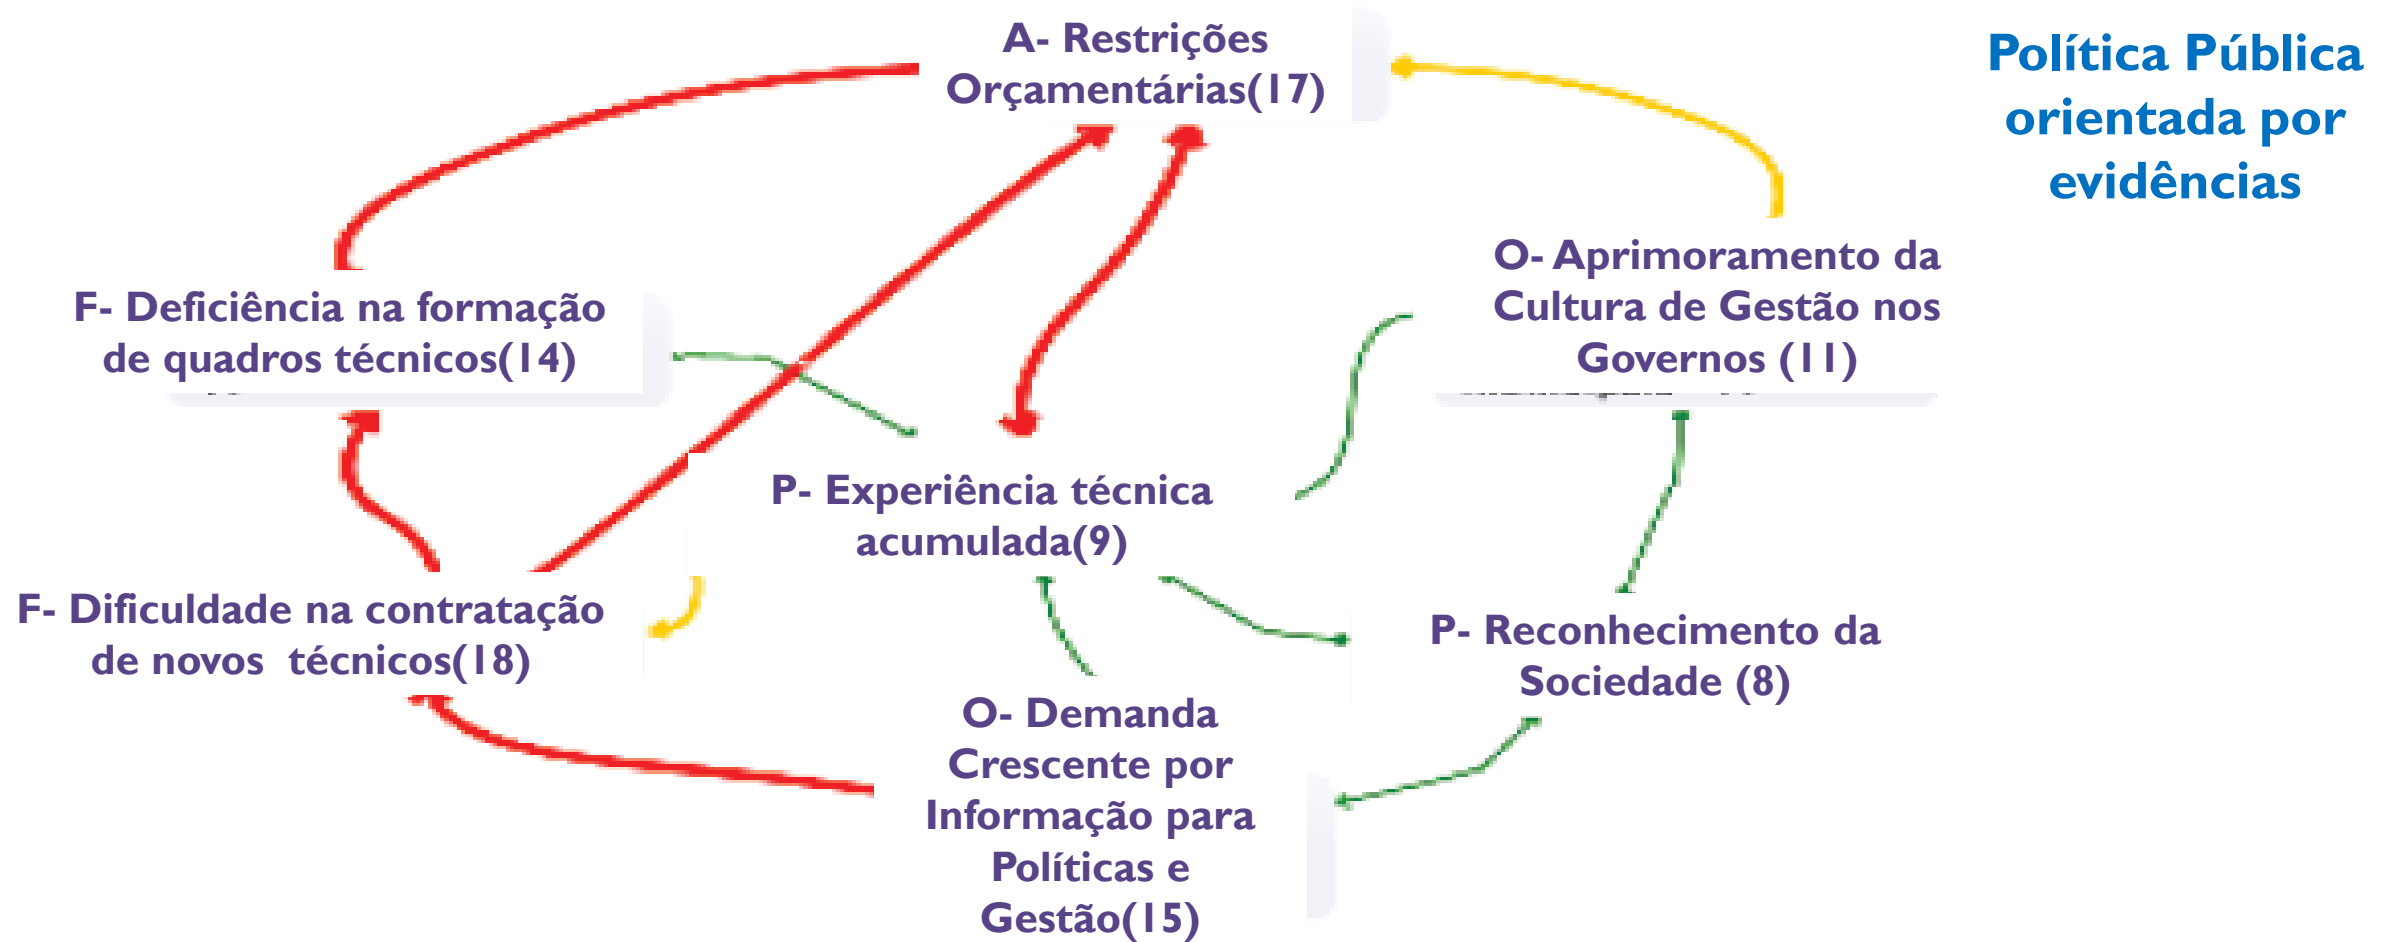 A- Restrições
Orçamentárias(17)
Política Pública
orientada por
evidências
O- Aprimoramento da
Cultura de Gestão nos
Governos (11)
F- Deficiência na formação
de quadros técnicos(14)
P- Experiência técnica
acumulada(9)
F- Dificuldade na contratação
de novos técnicos(18)
P- Reconhecimento da
Sociedade (8)
O- Demanda
Crescente por
Informação para
Políticas e
Gestão(15)